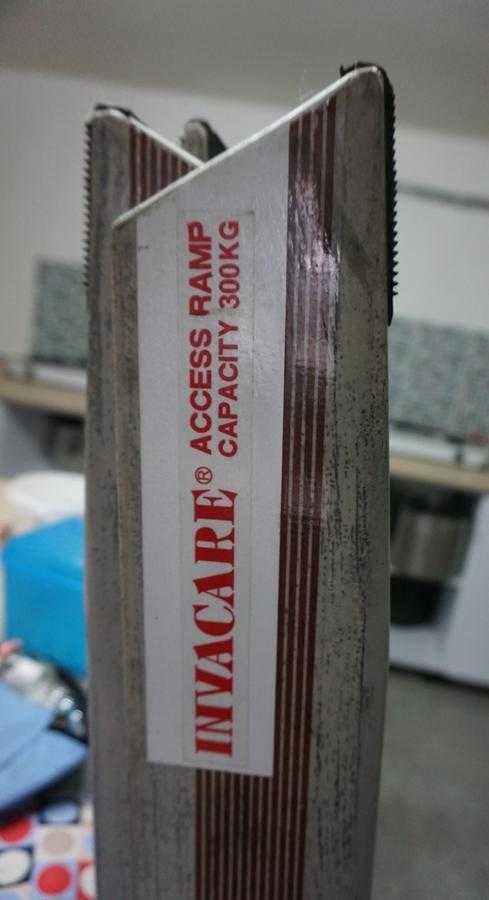 INVACARE® ACCESS RAMP
CAPACITY 300KG